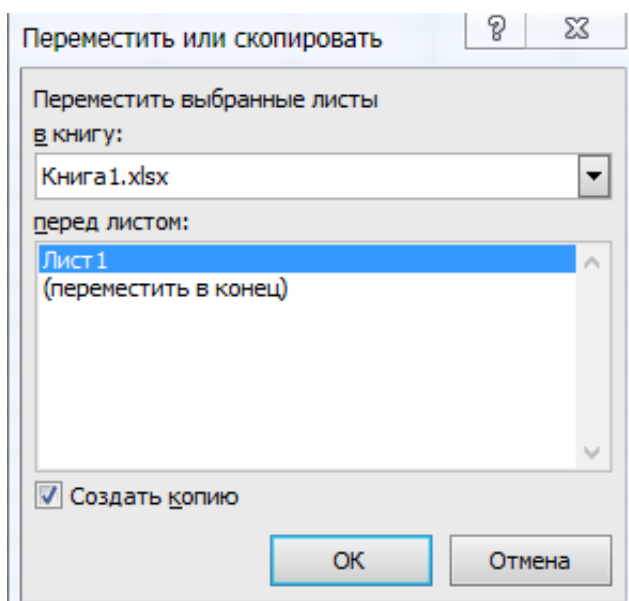 Переместить или скопировать
Переместить выбранные листы
в книгу:
Книга1.xlsx
перед листом:
Лист1
(переместить в конец)
Создать копию
ОК Отмена